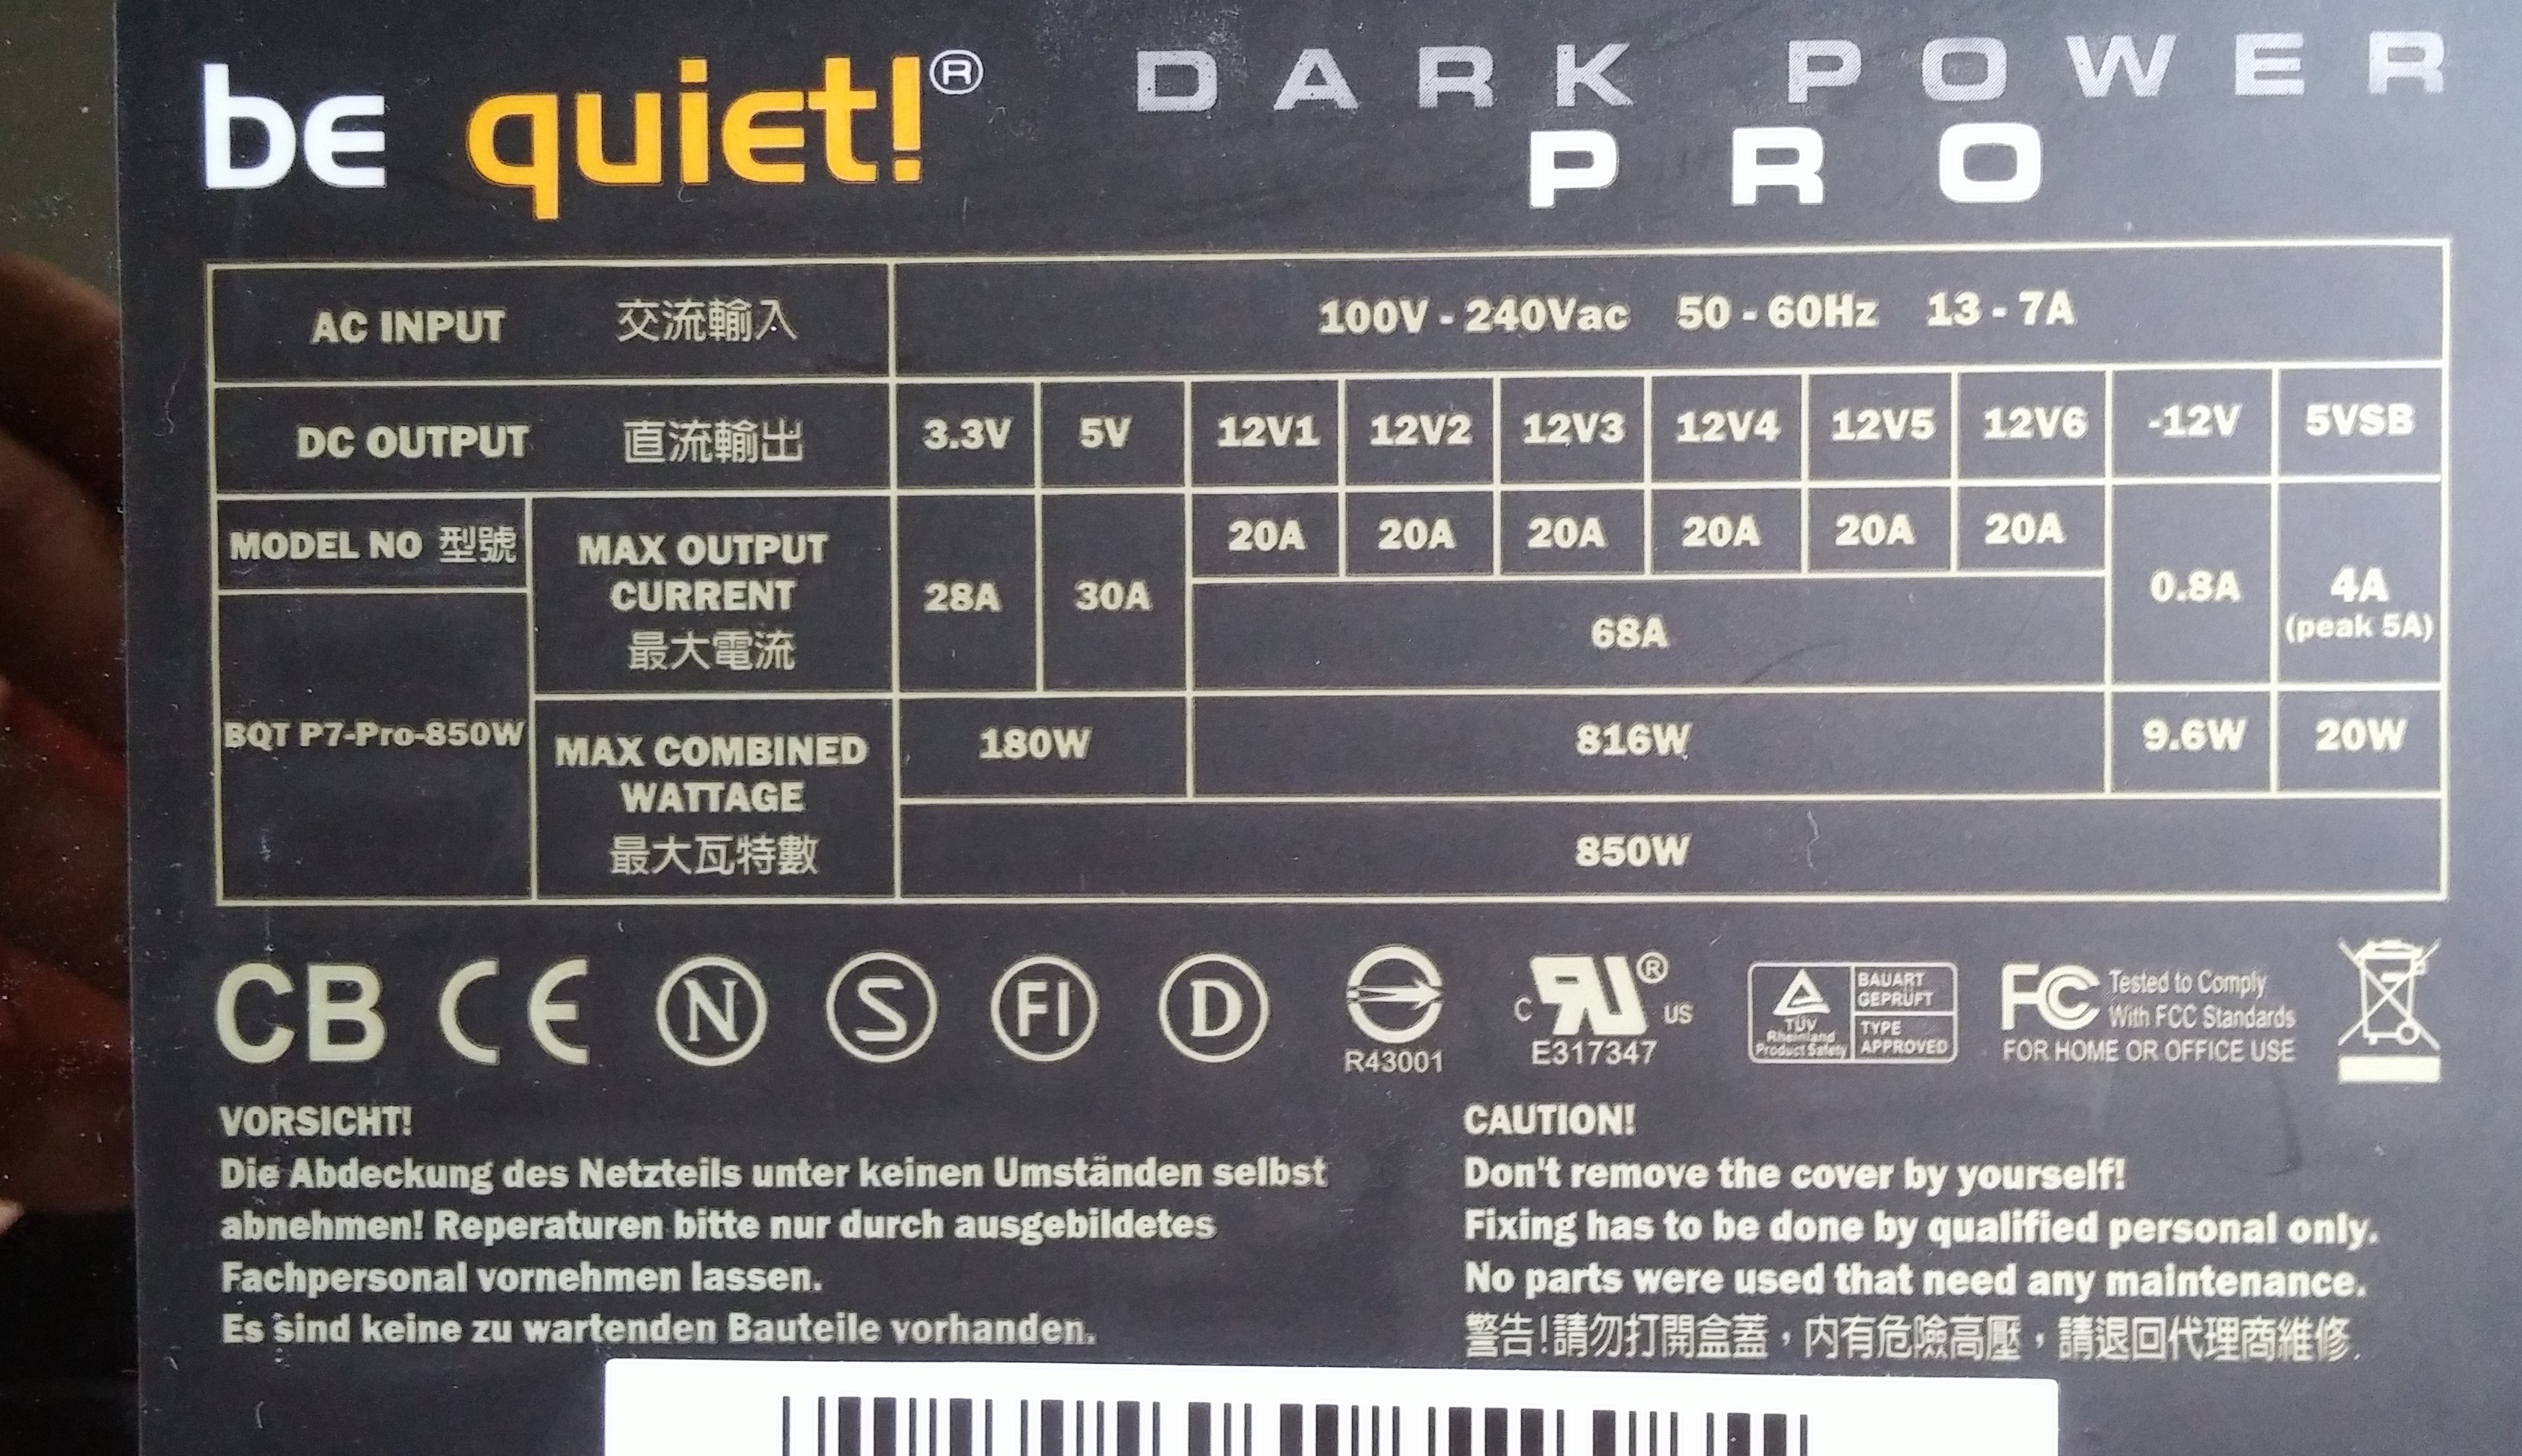 be quiet!® DARK POWER
PRO
AC INPUT 交流輸入 100V - 240Vac 50 - 60Hz 13 - 7A
DC OUTPUT 直流輸出 3.3V 5V 12V1 12V2 12V3 12V4 12V5 12V6 -12V 5VSB
MODEL NO 型號
BQT P7-Pro-850W
MAX OUTPUT
CURRENT
最大電流
28A 30A
20A 20A 20A 20A 20A 20A
68A
0.8A
4A
(peak 5A)
MAX COMBINED
WATTAGE
最大瓦特數
180W 816W 9.6W 20W
850W
CB CE N S FI D
R43001
c RU® US
E317347
TÜV
Rheinland
Product Safety
BAUART
GEPRÜFT
TYPE
APPROVED
FC Tested to Comply
With FCC Standards
FOR HOME OR OFFICE USE
VORSICHT!
Die Abdeckung des Netzteils unter keinen Umständen selbst
abnehmen! Reperaturen bitte nur durch ausgebildetes
Fachpersonal vornehmen lassen.
Es sind keine zu wartenden Bauteile vorhanden.
CAUTION!
Don't remove the cover by yourself!
Fixing has to be done by qualified personal only.
No parts were used that need any maintenance.
警告!請勿打開盒蓋，內有危險高壓，請退回代理商維修.